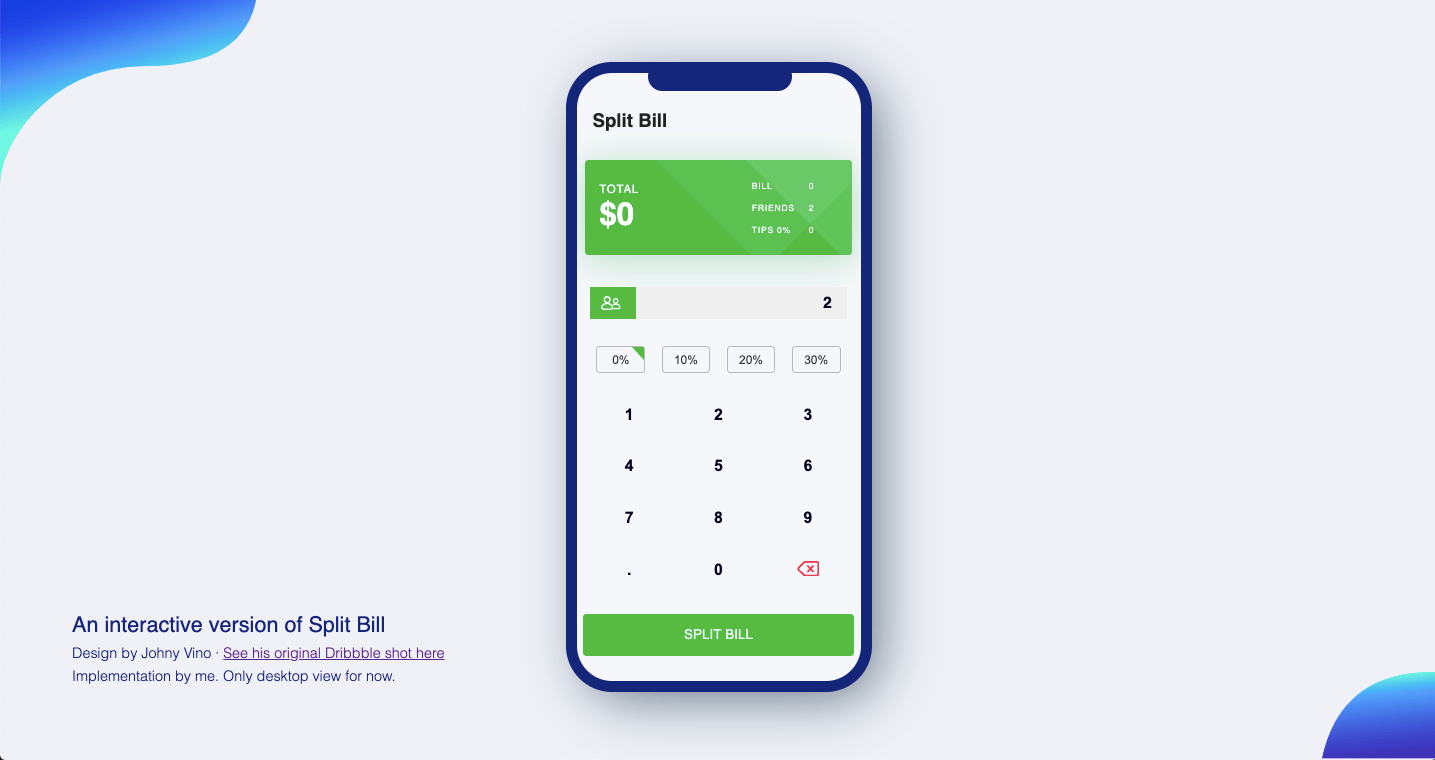 Split Bill
TOTAL
$0
BILL 0
FRIENDS 2
TIPS 0% 0
2
0% 10% 20% 30%
1 2 3
4 5 6
7 8 9
. 0
SPLIT BILL
An interactive version of Split Bill
Design by Johny Vino · See his original Dribbble shot here
Implementation by me. Only desktop view for now.